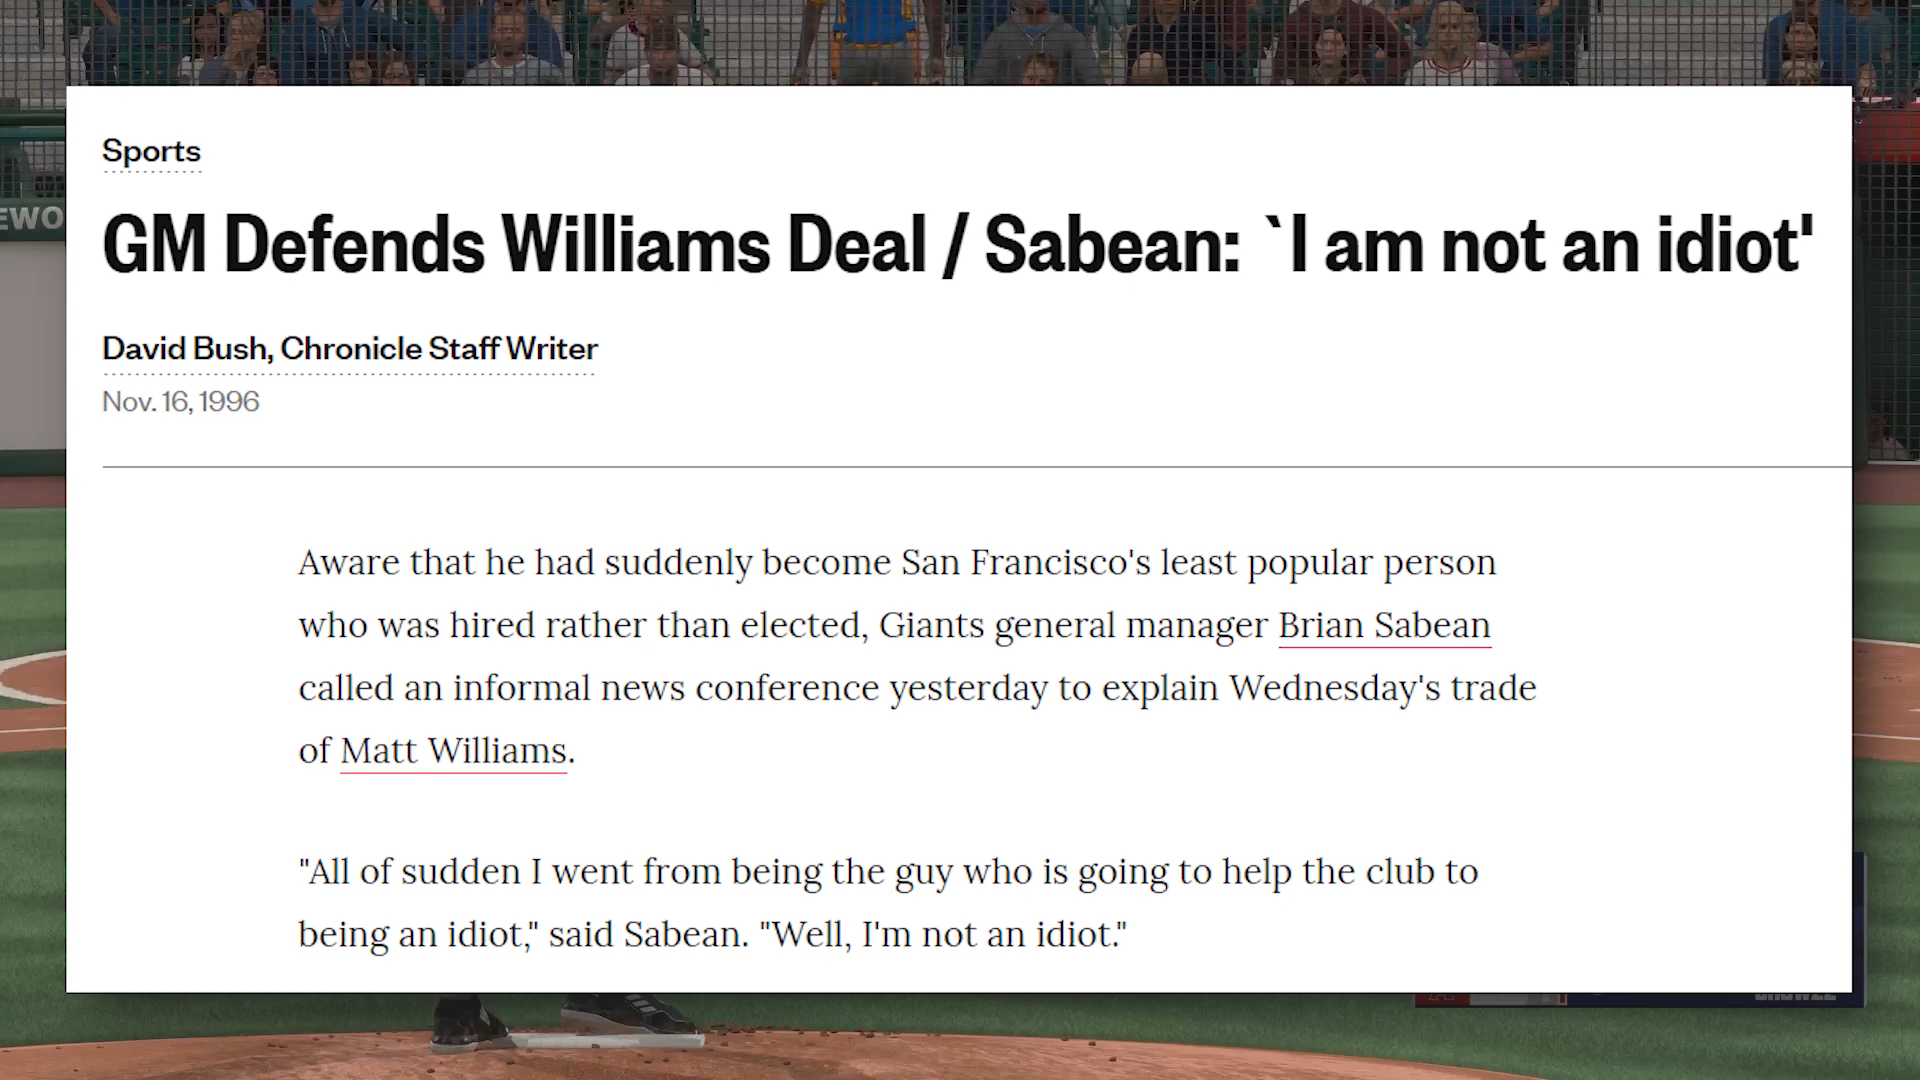 EWO
Sports
GM Defends Williams Deal / Sabean: `I am not an idiot'
David Bush, Chronicle Staff Writer
Nov. 16, 1996
Aware that he had suddenly become San Francisco's least popular person
who was hired rather than elected, Giants general manager Brian Sabean
called an informal news conference yesterday to explain Wednesday's trade
of Matt Williams.
"All of sudden I went from being the guy who is going to help the club to
being an idiot," said Sabean. "Well, I'm not an idiot."